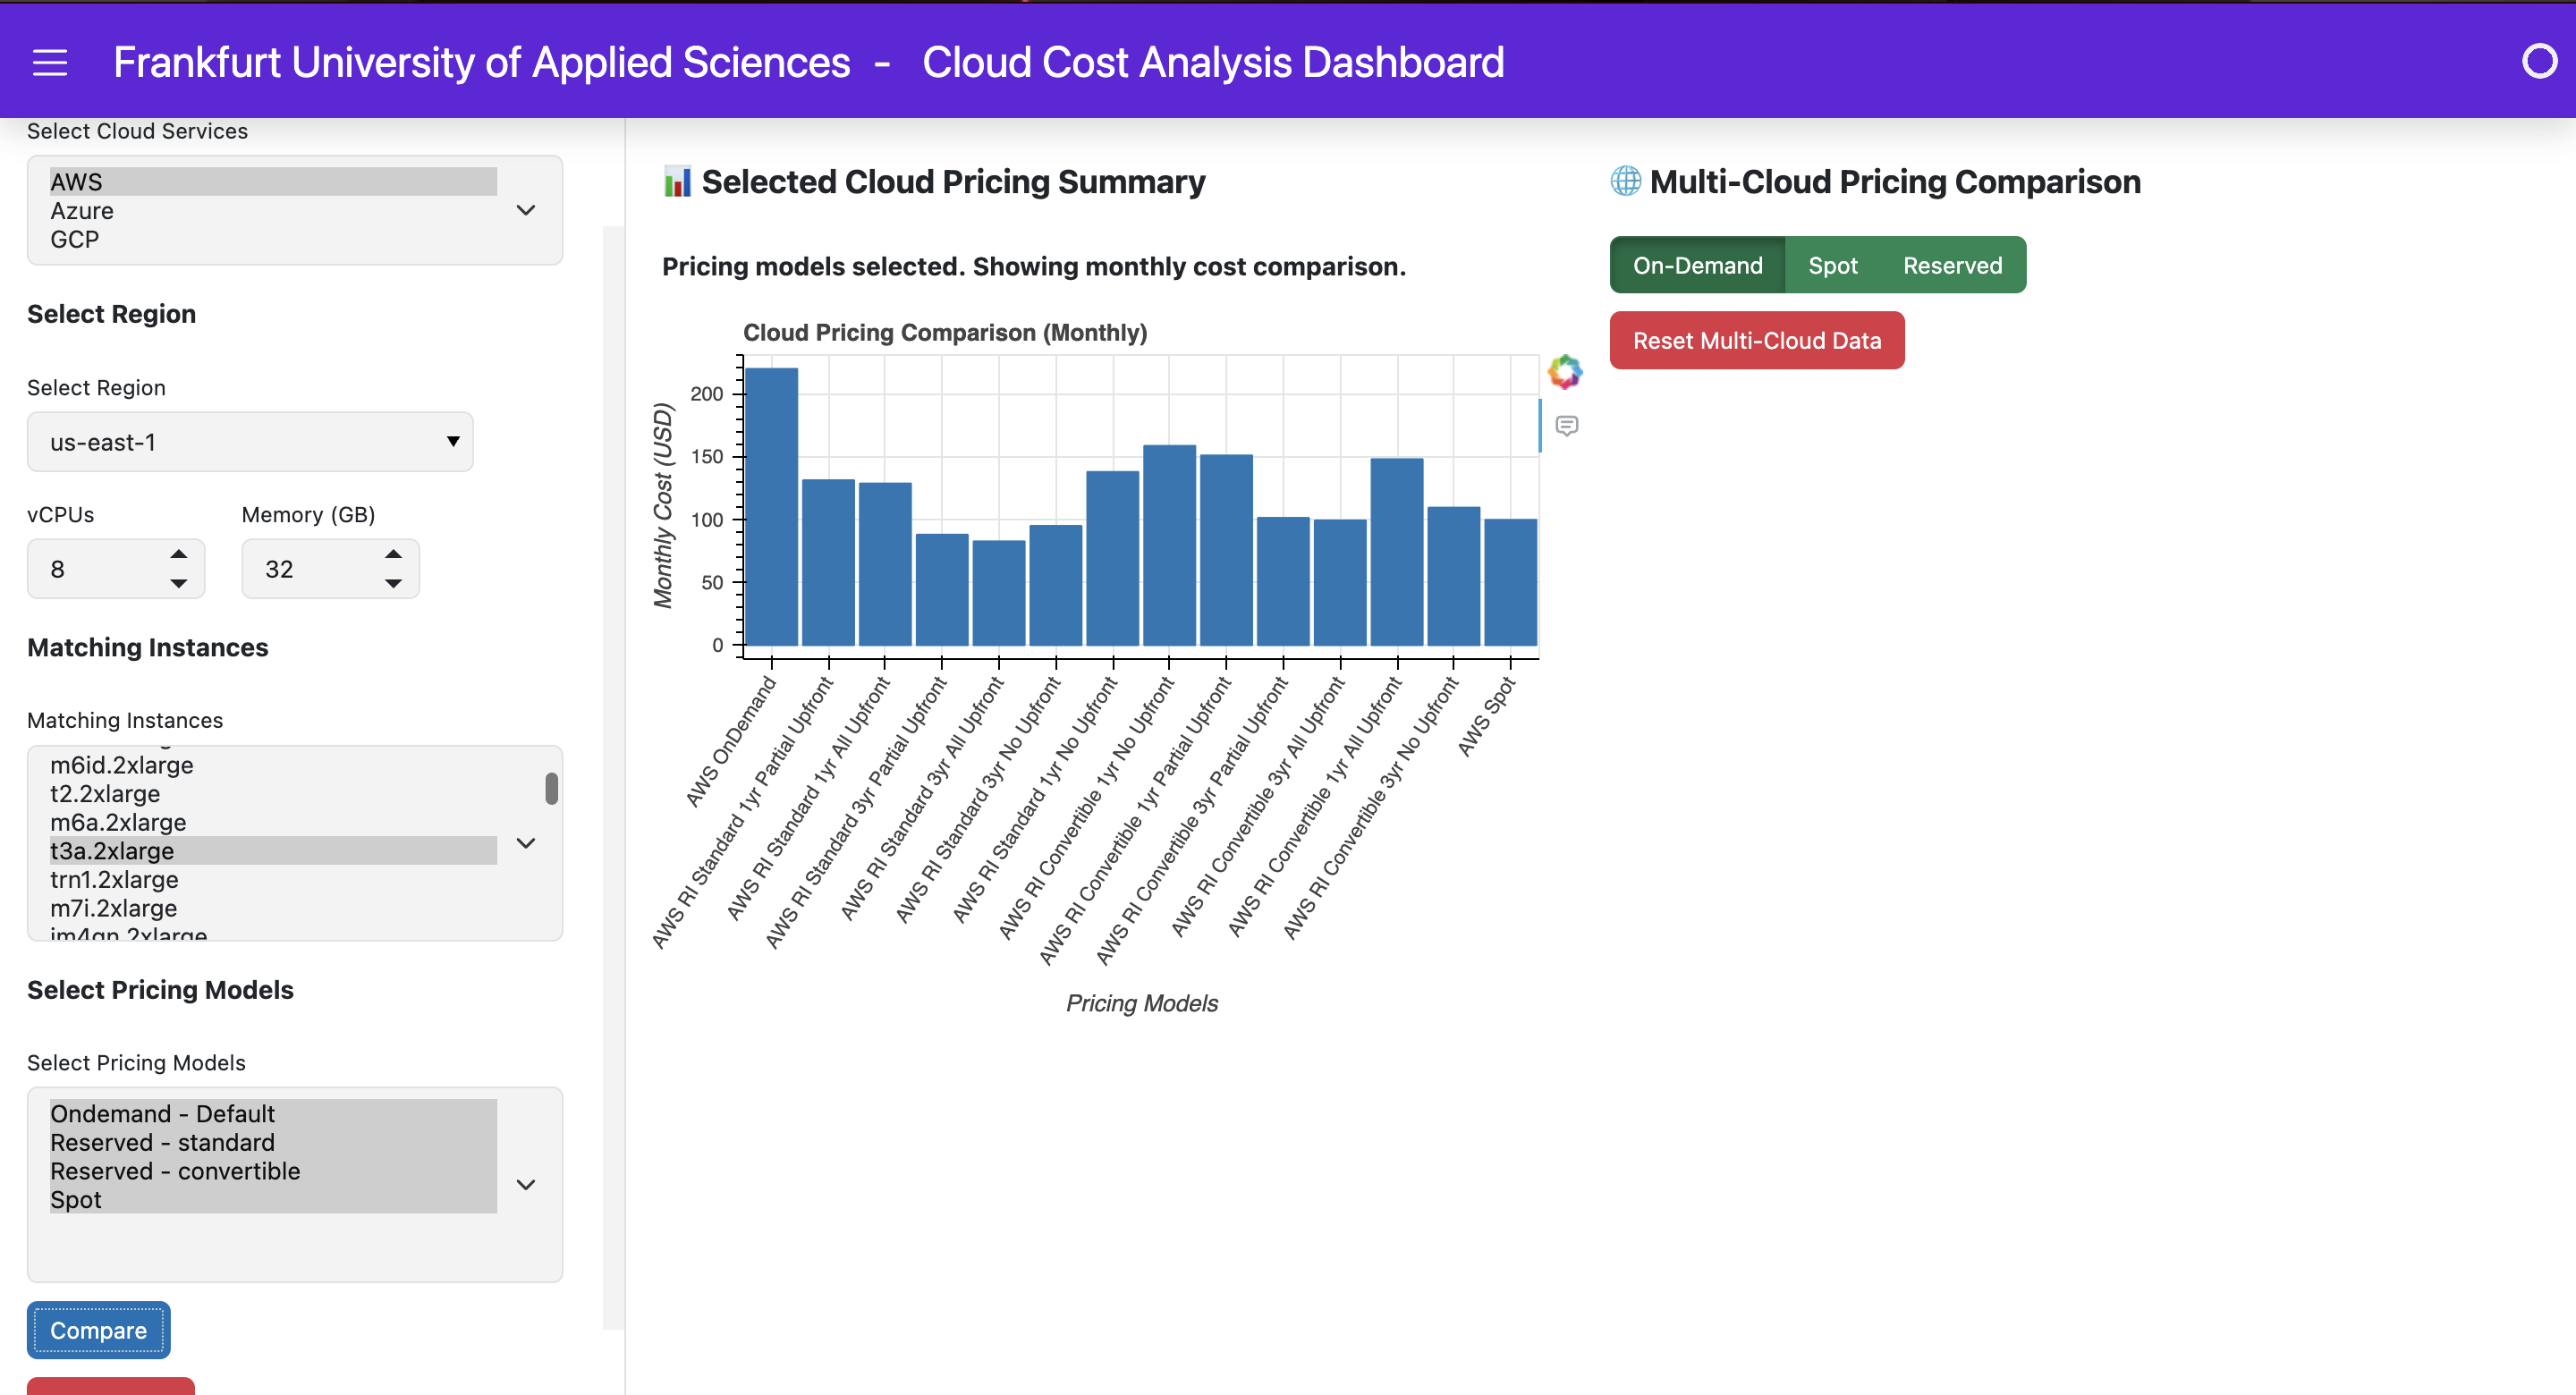 Frankfurt University of Applied Sciences - Cloud Cost Analysis Dashboard
Select Cloud Services
AWS
Azure
GCP
Select Region
Select Region
us-east-1
vCPUs
Memory (GB)
8
32
Matching Instances
Matching Instances
m6id.2xlarge
t2.2xlarge
m6a.2xlarge
t3a.2xlarge
trn1.2xlarge
m7i.2xlarge
im4gn.2xlarge
Select Pricing Models
Select Pricing Models
Ondemand - Default
Reserved - standard
Reserved - convertible
Spot
Compare
Selected Cloud Pricing Summary
Pricing models selected. Showing monthly cost comparison.
Cloud Pricing Comparison (Monthly)
Monthly Cost (USD)
200
150
100
50
0
AWS OnDemand
AWS RI Standard 1yr Partial Upfront
AWS RI Standard 1yr All Upfront
AWS RI Standard 3yr Partial Upfront
AWS RI Standard 3yr All Upfront
AWS RI Standard 3yr No Upfront
AWS RI Standard 1yr No Upfront
AWS RI Convertible 1yr No Upfront
AWS RI Convertible 1yr Partial Upfront
AWS RI Convertible 3yr Partial Upfront
AWS RI Convertible 3yr All Upfront
AWS RI Convertible 1yr All Upfront
AWS RI Convertible 3yr No Upfront
AWS Spot
Pricing Models
Multi-Cloud Pricing Comparison
On-Demand
Spot
Reserved
Reset Multi-Cloud Data